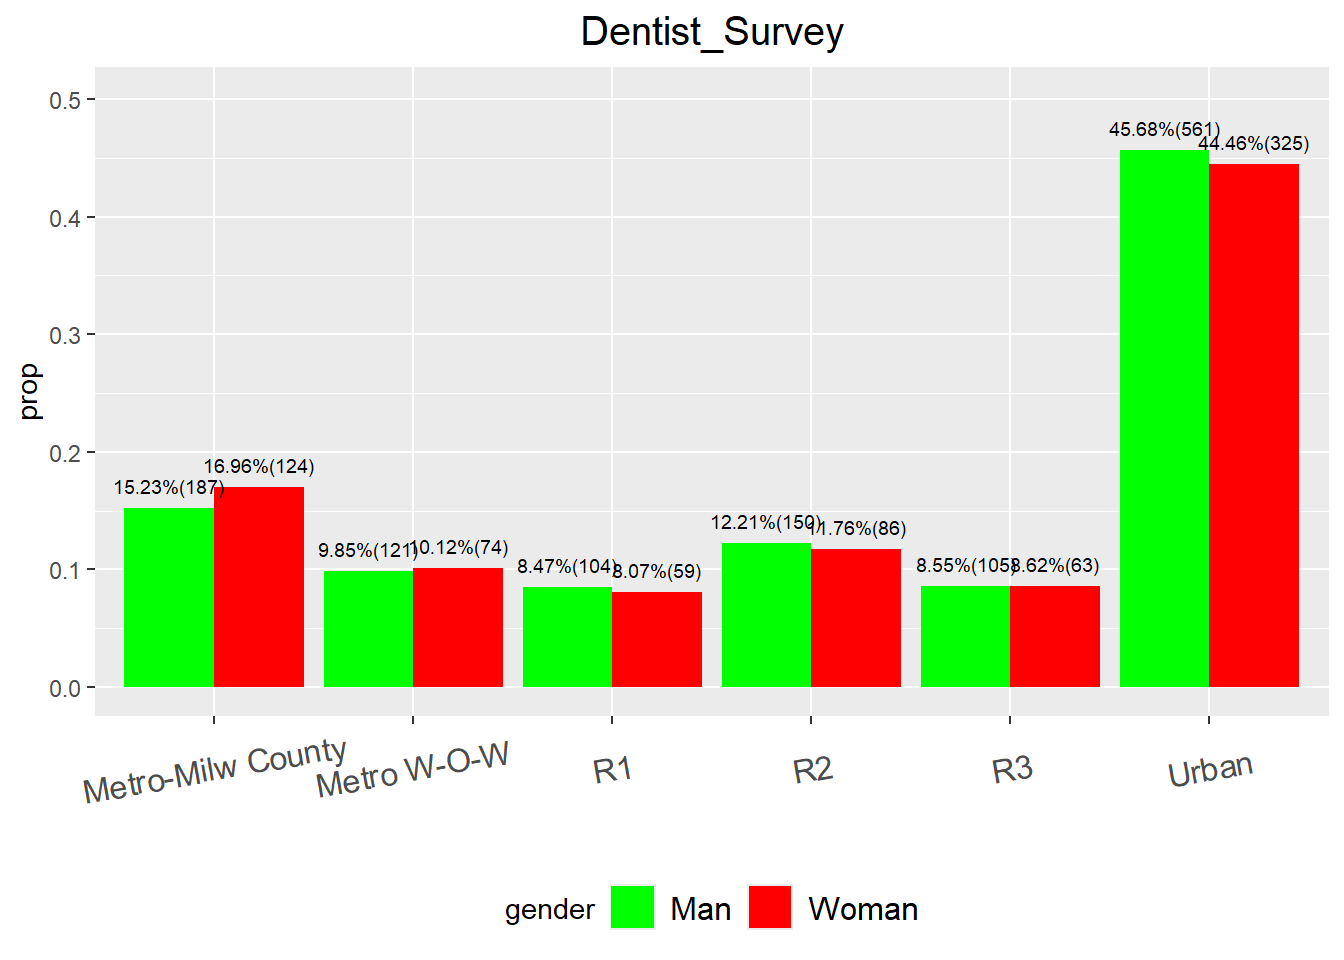 Dentist_Survey
0.5
0.4
0.3
0.2
0.1
0.0
prop
15.23%(187)
16.96%(124)
9.85%(121)
10.12%(74)
8.47%(104)
8.07%(59)
12.21%(150)
11.76%(86)
8.55%(105)
8.62%(63)
45.68%(561)
44.46%(325)
Metro-Milw County
Metro W-O-W
R1
R2
R3
Urban
gender Man Woman